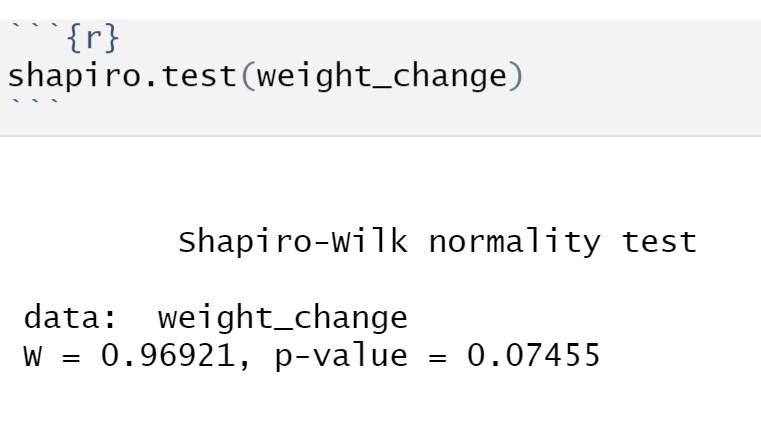 ```{r}
shapiro.test(weight_change)
```
Shapiro-Wilk normality test
data: weight_change
W = 0.96921, p-value = 0.07455